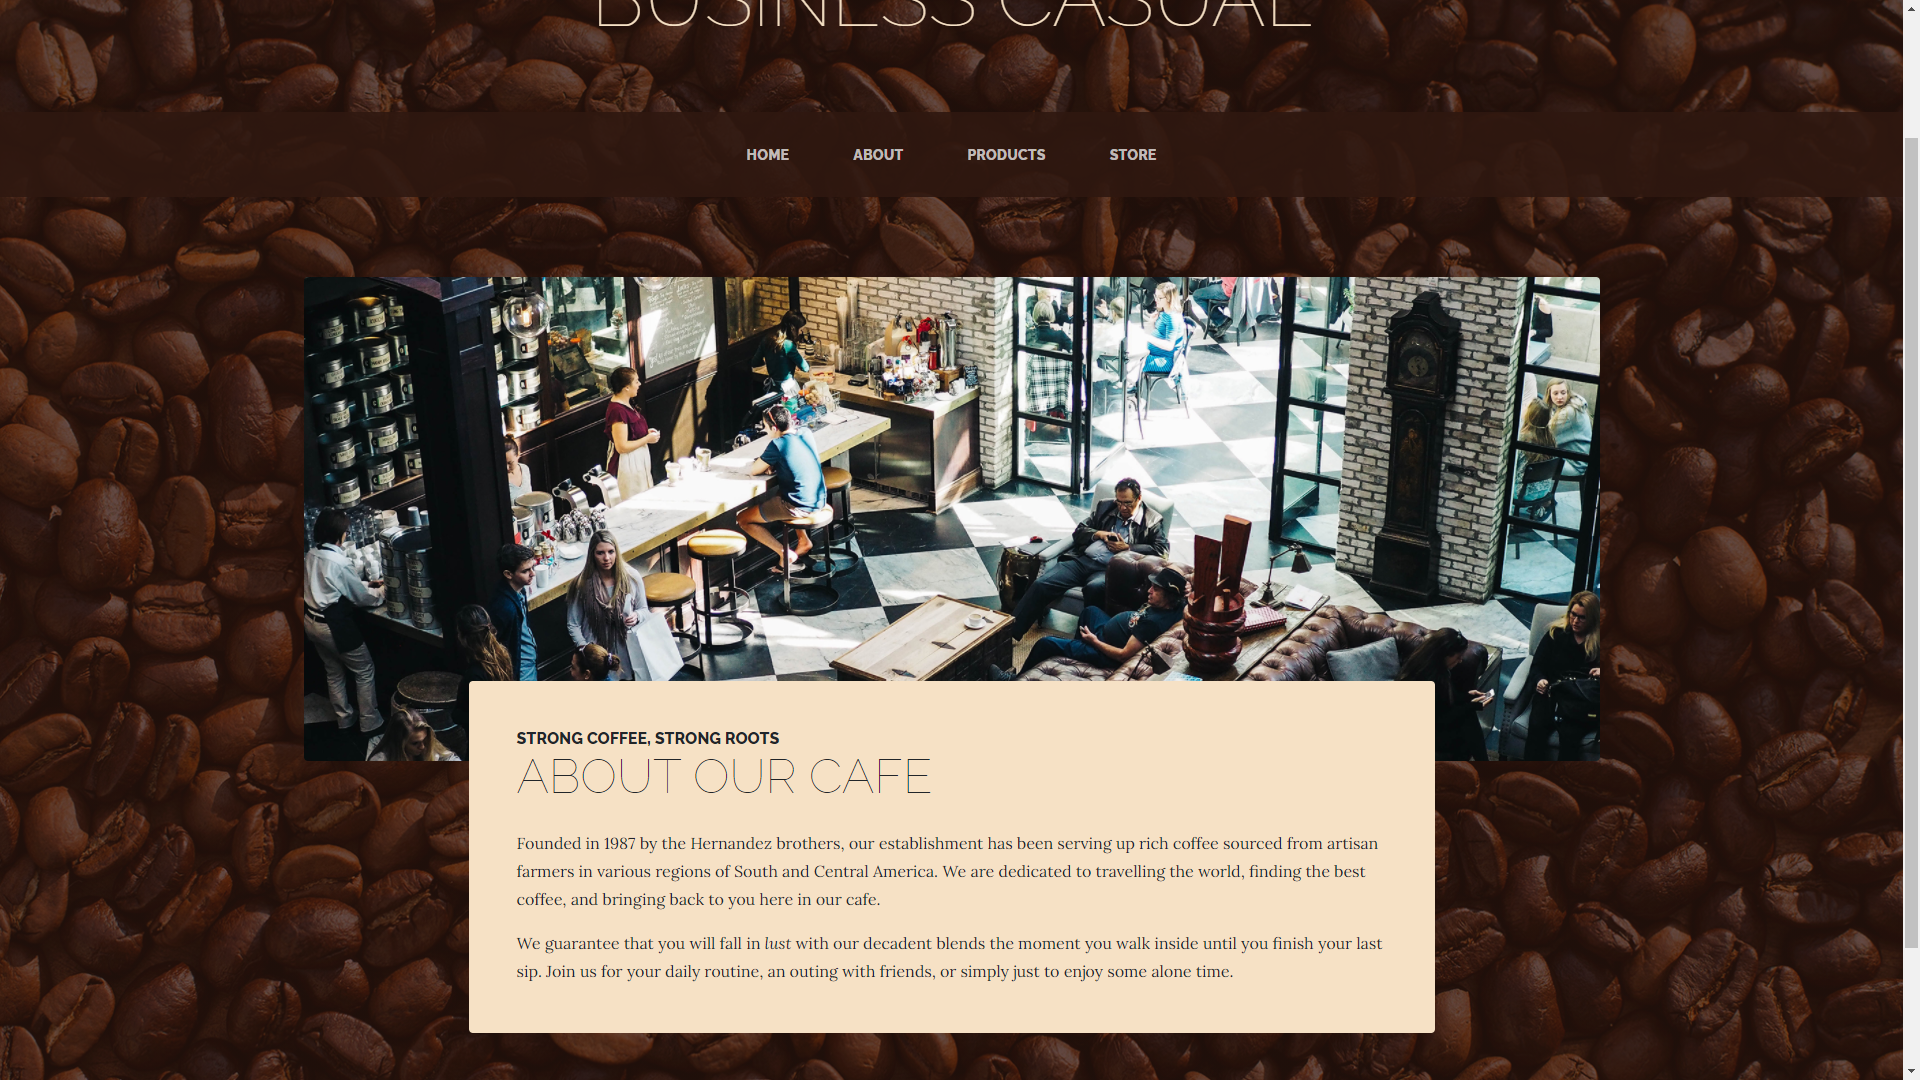 BUSINESS CASUAL
HOME ABOUT PRODUCTS STORE
STRONG COFFEE, STRONG ROOTS
ABOUT OUR CAFE
Founded in 1987 by the Hernandez brothers, our establishment has been serving up rich coffee sourced from artisan
farmers in various regions of South and Central America. We are dedicated to travelling the world, finding the best
coffee, and bringing back to you here in our cafe.
We guarantee that you will fall in lust with our decadent blends the moment you walk inside until you finish your last
sip. Join us for your daily routine, an outing with friends, or simply just to enjoy some alone time.